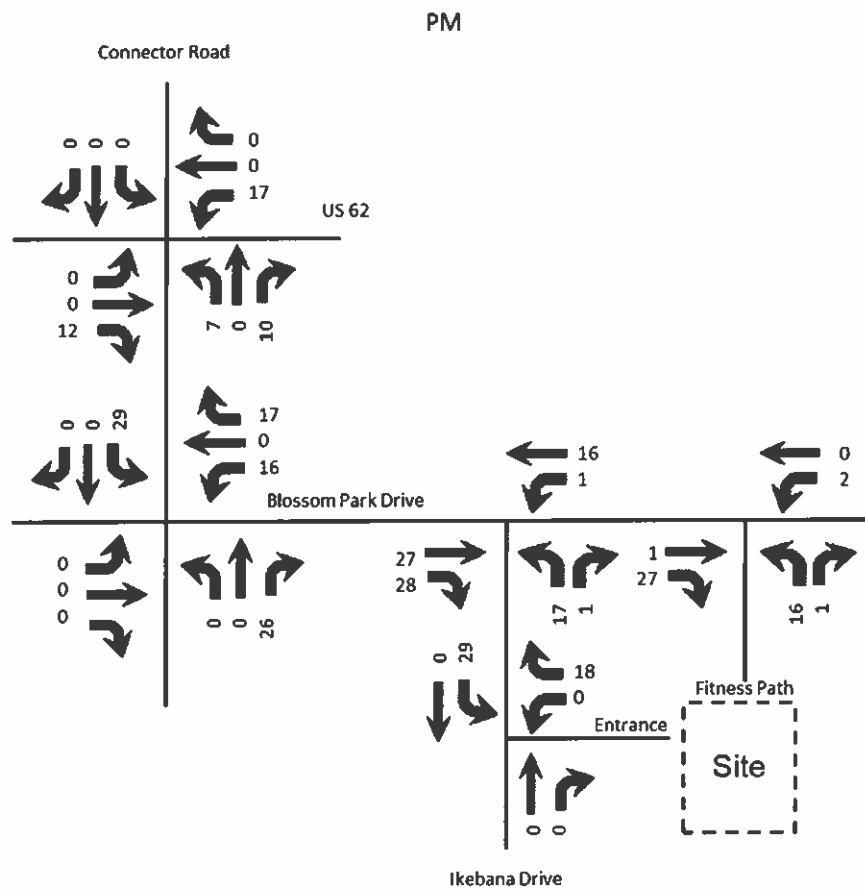 PM
Connector Road
0 0 0
0
0
17
US 62
0
0
12
7 0 10
0 0 29
17
0
16
16
1
0
2
Blossom Park Drive
0
0
0
0 0 26
27
28
17 1
1
27
16 1
0 29
18
0
Fitness Path
Entrance
Site
0 0
Ikebana Drive